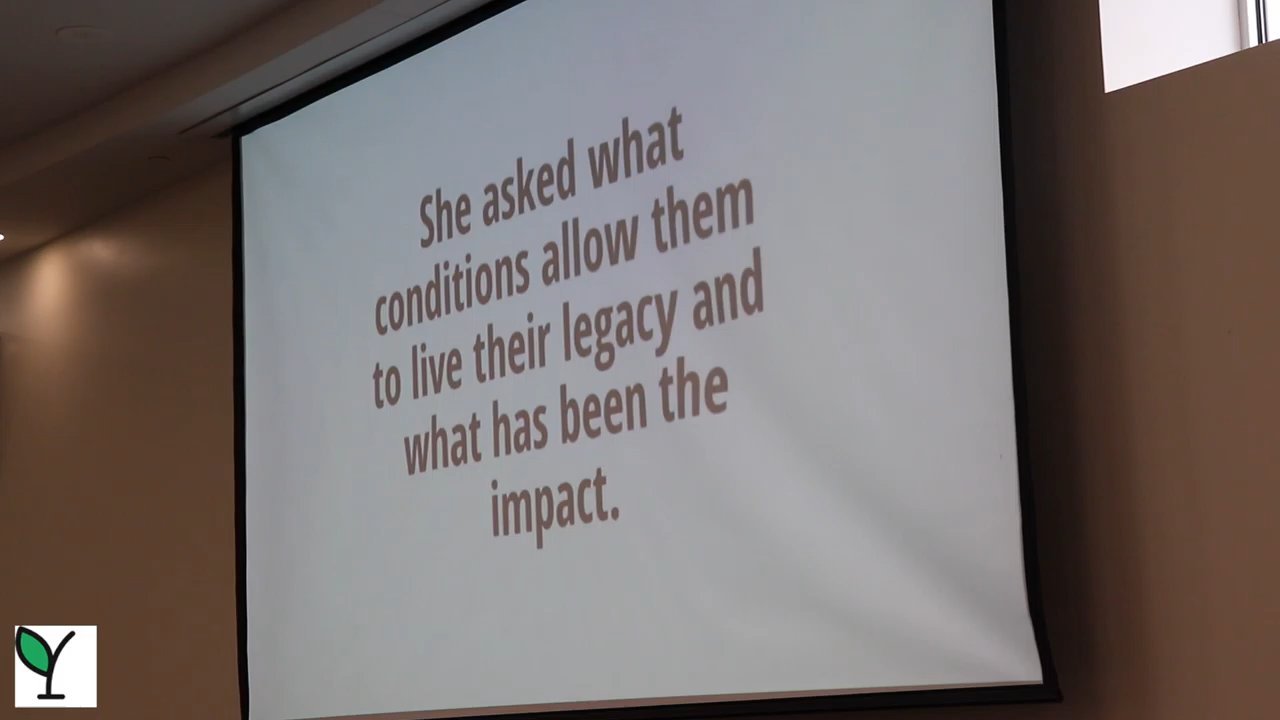 She asked what
conditions allow them
to live their legacy and
what has been the
impact.